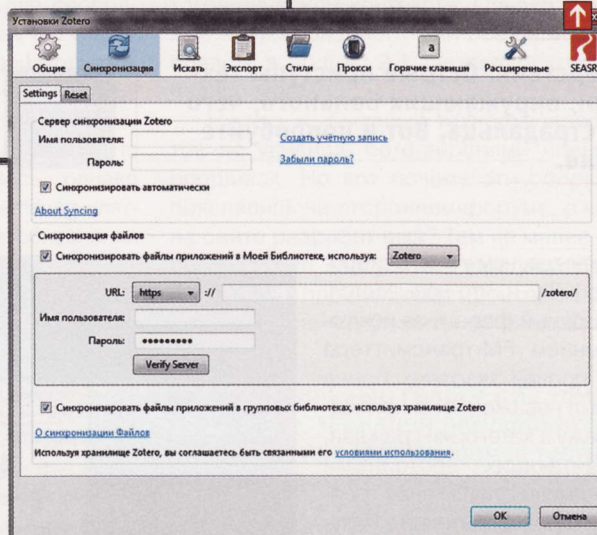 Установки Zotero
Общие Синхронизация Искать Экспорт Стили Прокси Горячие клавиши Расширенные SEASR
a
Settings Reset
Сервер синхронизации Zotero
Имя пользователя: Создать учётную запись
Пароль: Забыли пароль?
Синхронизировать автоматически
About Syncing
Синхронизация файлов
Синхронизировать файлы приложений в Моей Библиотеке, используя: Zotero
URL: https :// /zotero/
Имя пользователя:
Пароль: •••••••••
Verify Server
Синхронизировать файлы приложений в групповых библиотеках, используя хранилище Zotero
О синхронизации Файлов
Используя хранилище Zotero, вы соглашаетесь быть связанными его условиями использования.
OK Отмена